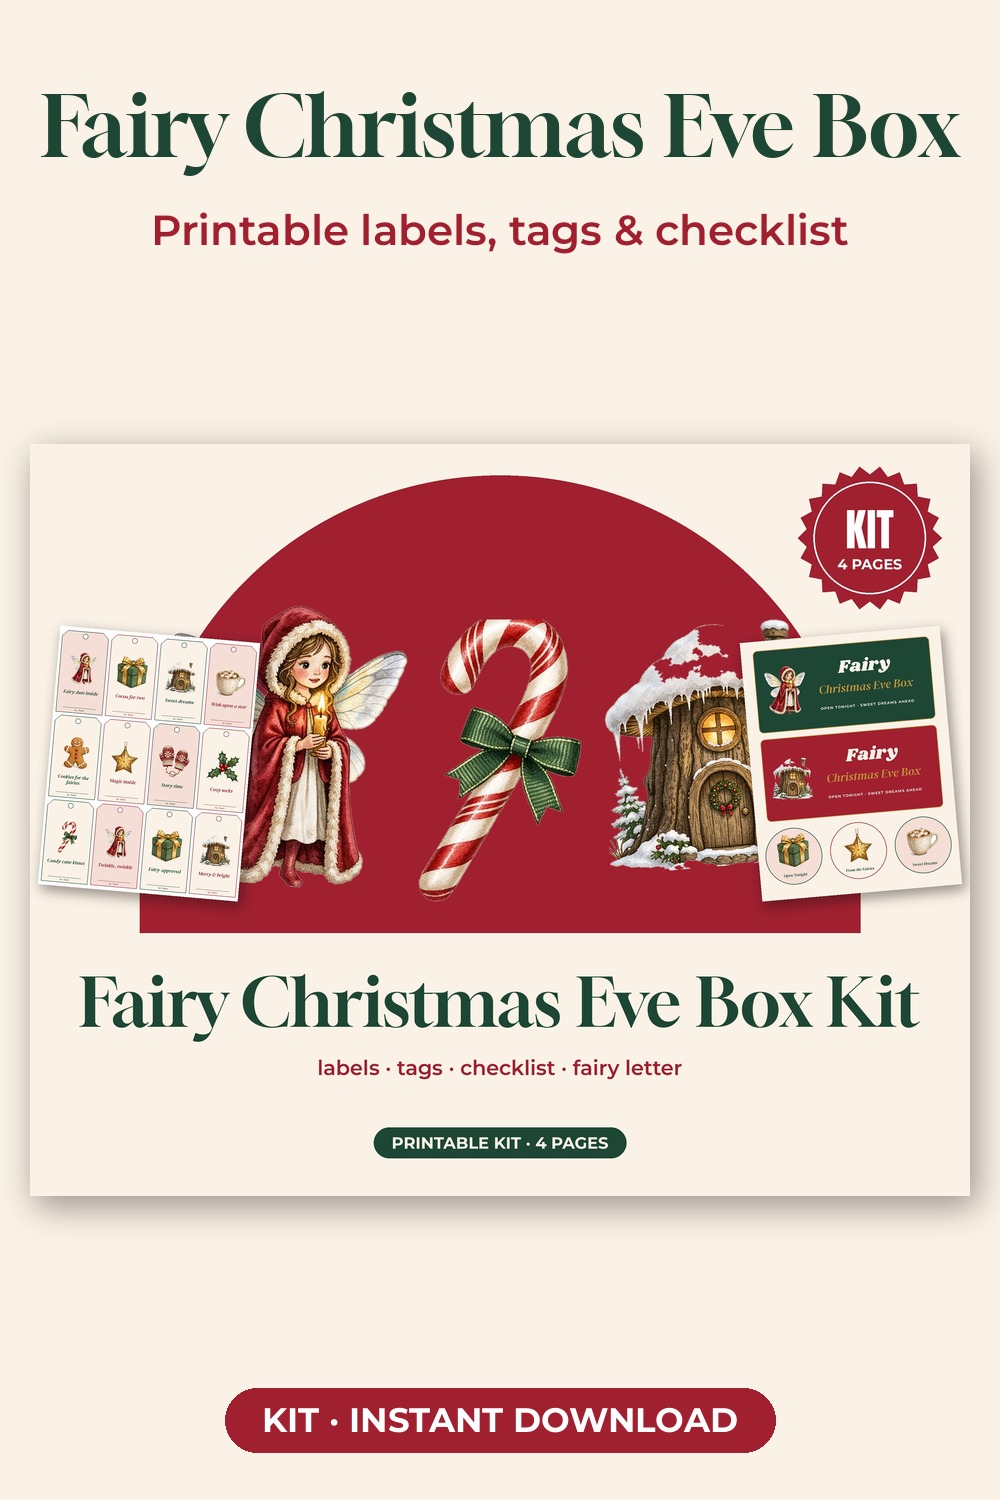 Fairy Christmas Eve Box
Printable labels, tags & checklist
KIT
4 PAGES
Fairy dust inside
Cocoa for two
Sweet dreams
Wish upon a star
Cookies for the
fairies
Magic inside
Story time
Cozy socks
Candy cane kisses
Twinkle, twinkle
Fairy approved
Merry & bright
Fairy
Christmas Eve Box
OPEN TONIGHT · SWEET DREAMS AHEAD
Fairy
Christmas Eve Box
OPEN TONIGHT · SWEET DREAMS AHEAD
Open Tonight
From the Fairies
Sweet Dreams
Fairy Christmas Eve Box Kit
labels · tags · checklist · fairy letter
PRINTABLE KIT · 4 PAGES
KIT · INSTANT DOWNLOAD